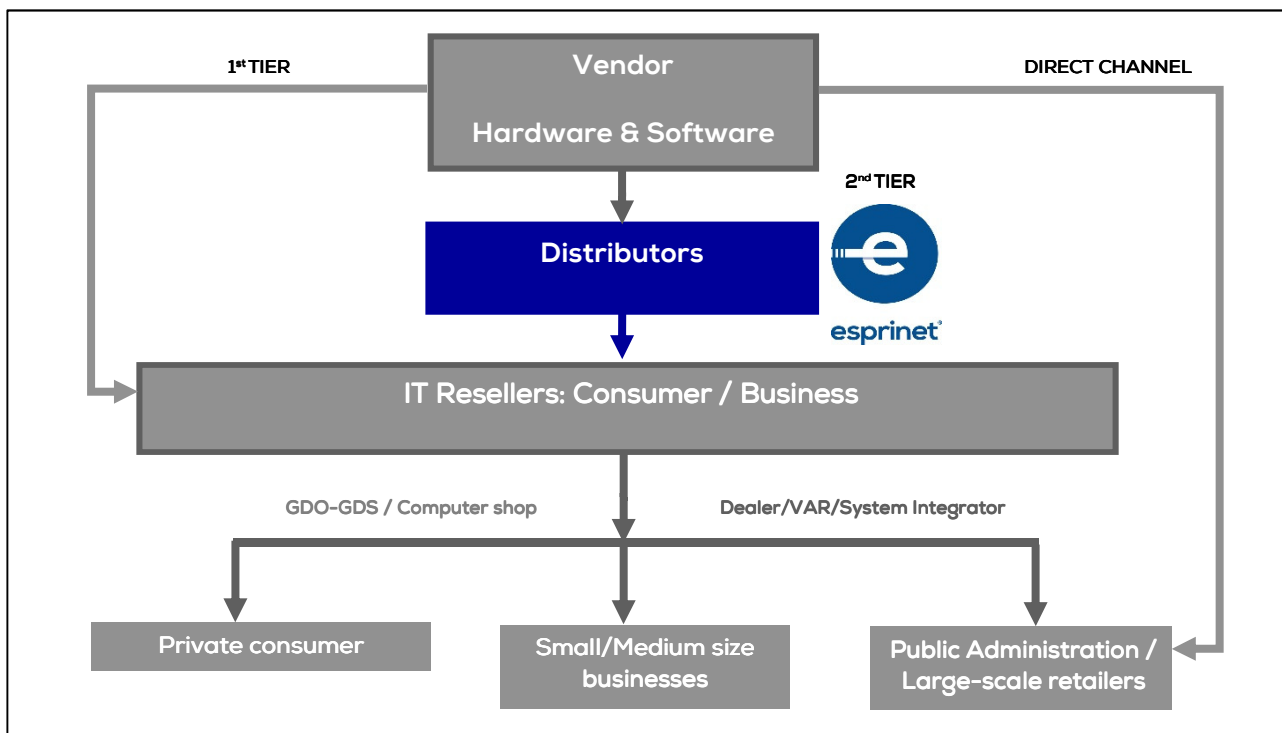 1st TIER
Vendor
Hardware & Software
DIRECT CHANNEL
2nd TIER
Distributors
e
esprinet®
IT Resellers: Consumer / Business
GDO-GDS / Computer shop
Dealer/VAR/System Integrator
Private consumer
Small/Medium size
businesses
Public Administration /
Large-scale retailers